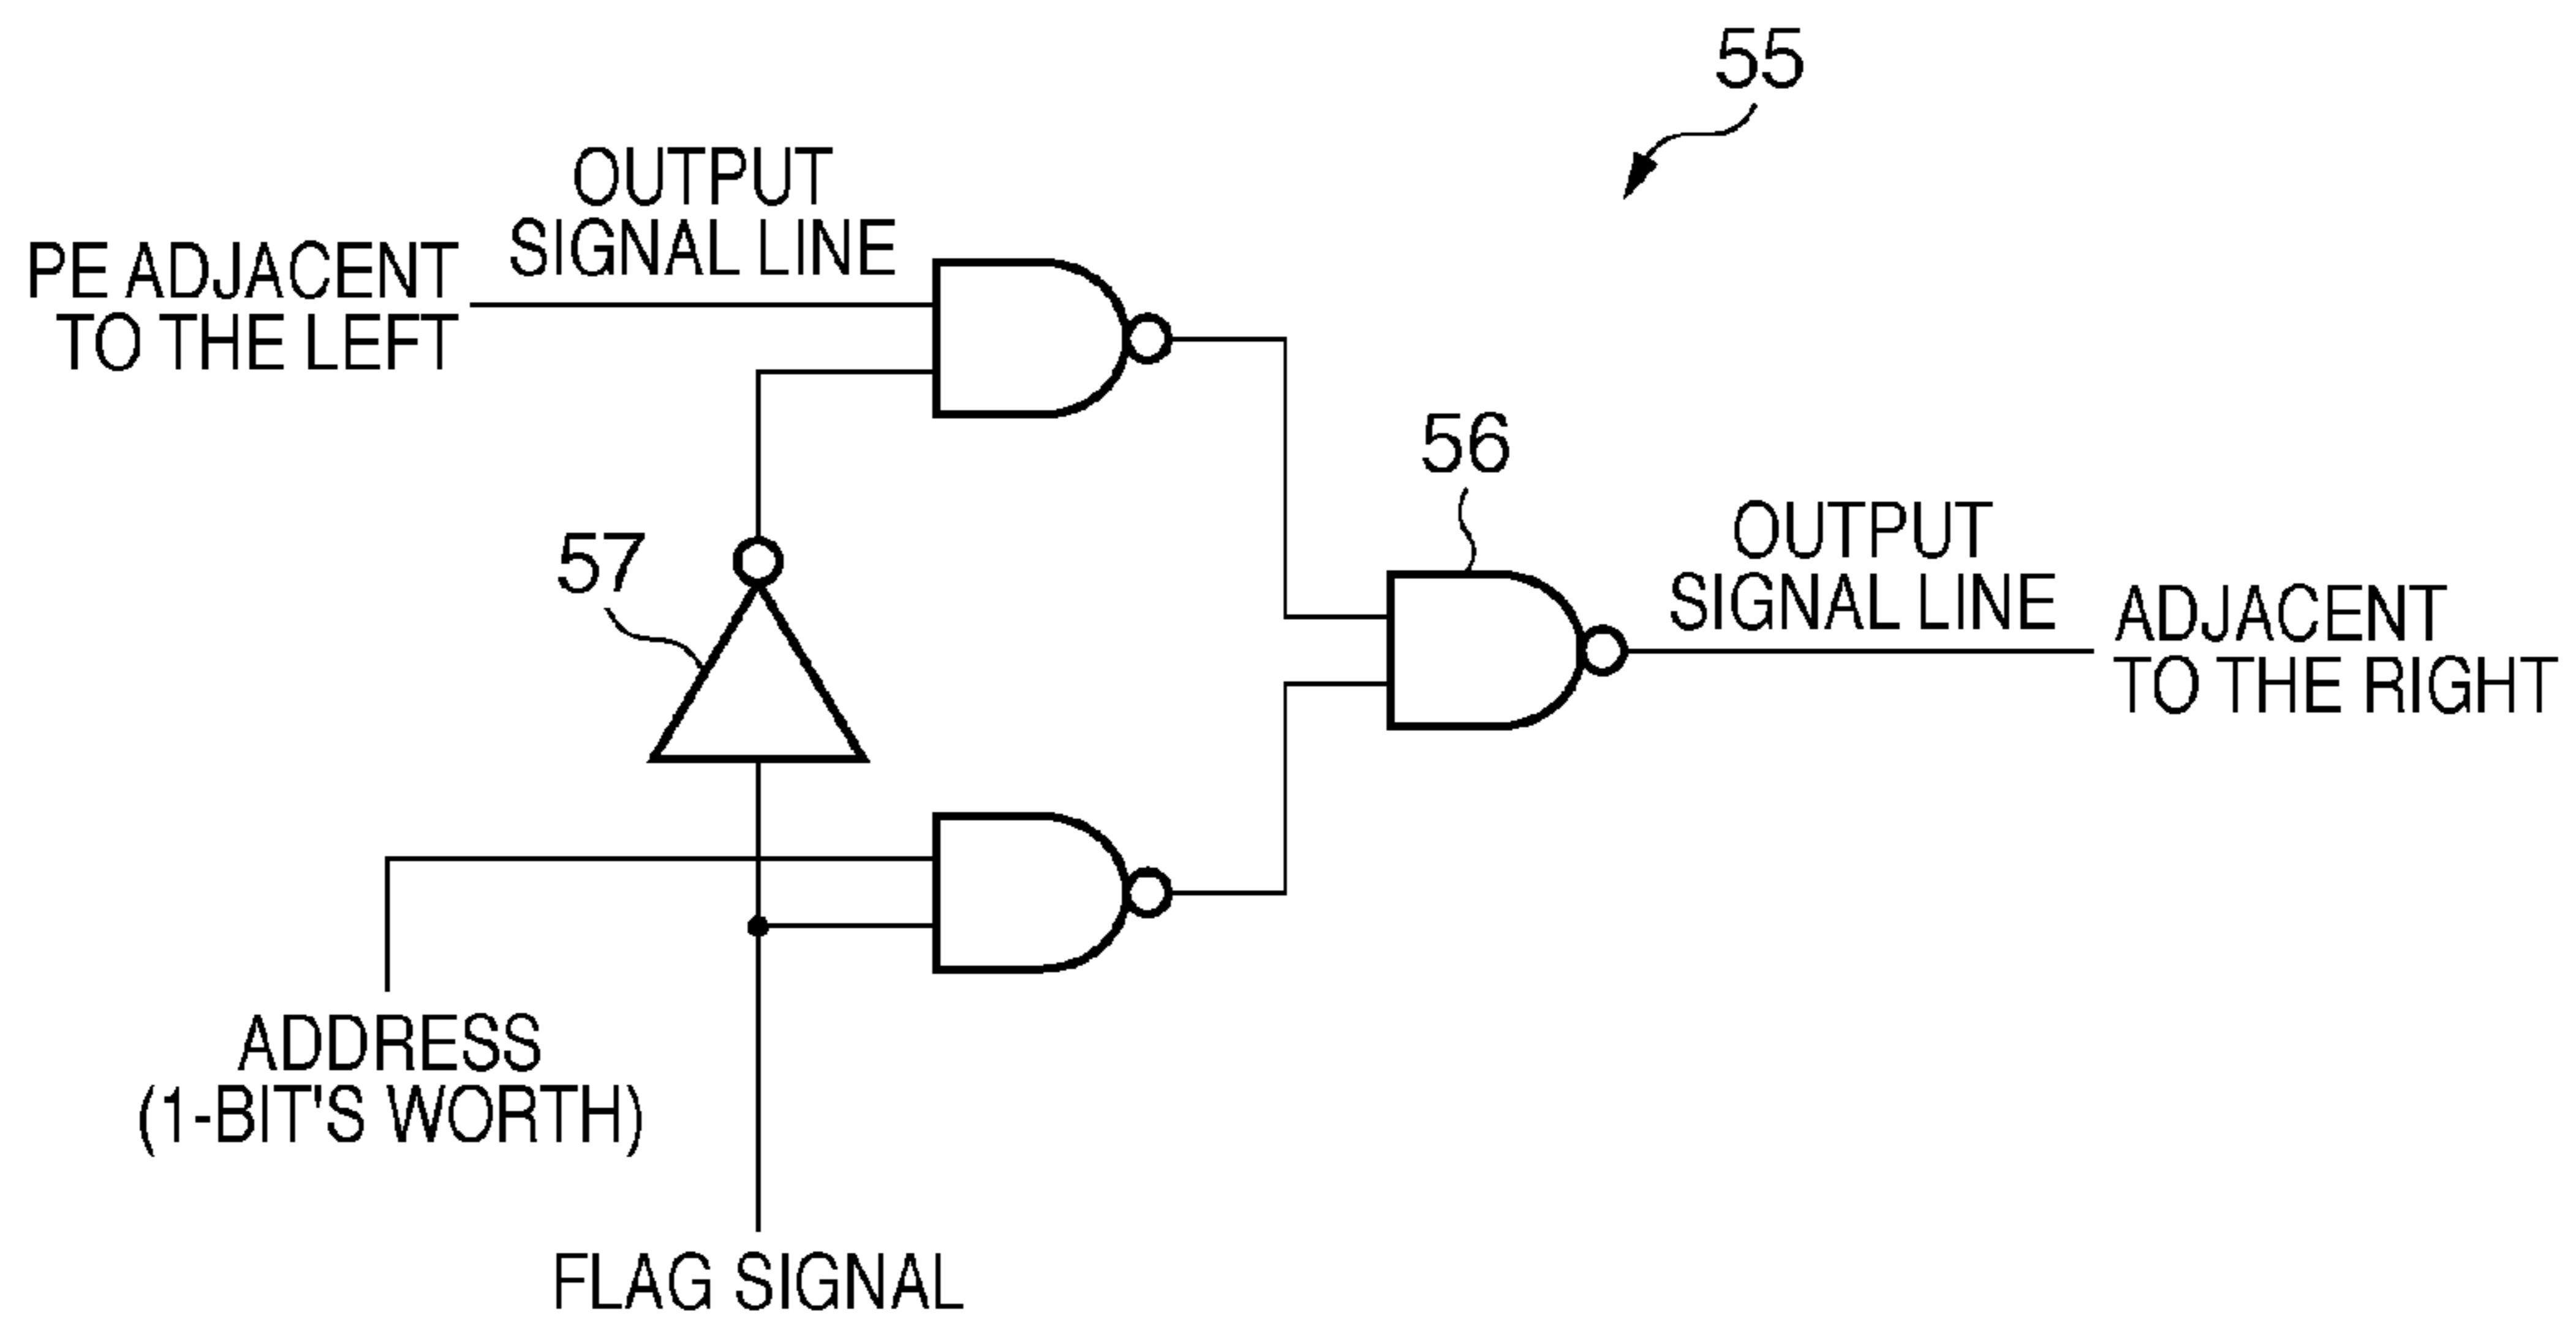 55
OUTPUT
SIGNAL LINE
PE ADJACENT
TO THE LEFT
56
57
OUTPUT
SIGNAL LINE
ADJACENT
TO THE RIGHT
ADDRESS
(1-BIT'S WORTH)
FLAG SIGNAL